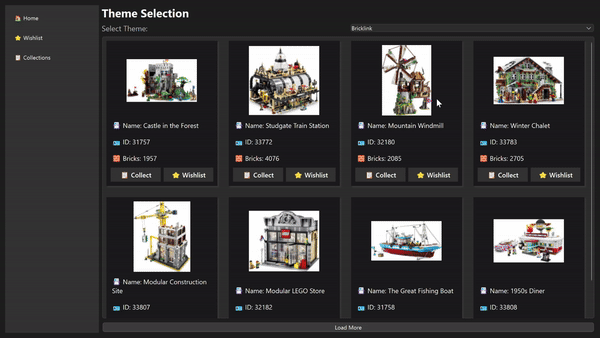 Home
Wishlist
Collections
Theme Selection
Select Theme:
Bricklink
Name: Castle in the Forest
ID: 31757
Bricks: 1957
Collect
Wishlist
Name: Studgate Train Station
ID: 33772
Bricks: 4076
Collect
Wishlist
Name: Mountain Windmill
ID: 32180
Bricks: 2085
Collect
Wishlist
Name: Winter Chalet
ID: 33783
Bricks: 2705
Collect
Wishlist
Name: Modular Construction
Site
ID: 33807
Name: Modular LEGO Store
ID: 32182
Name: The Great Fishing Boat
ID: 31758
Name: 1950s Diner
ID: 33808
Load More